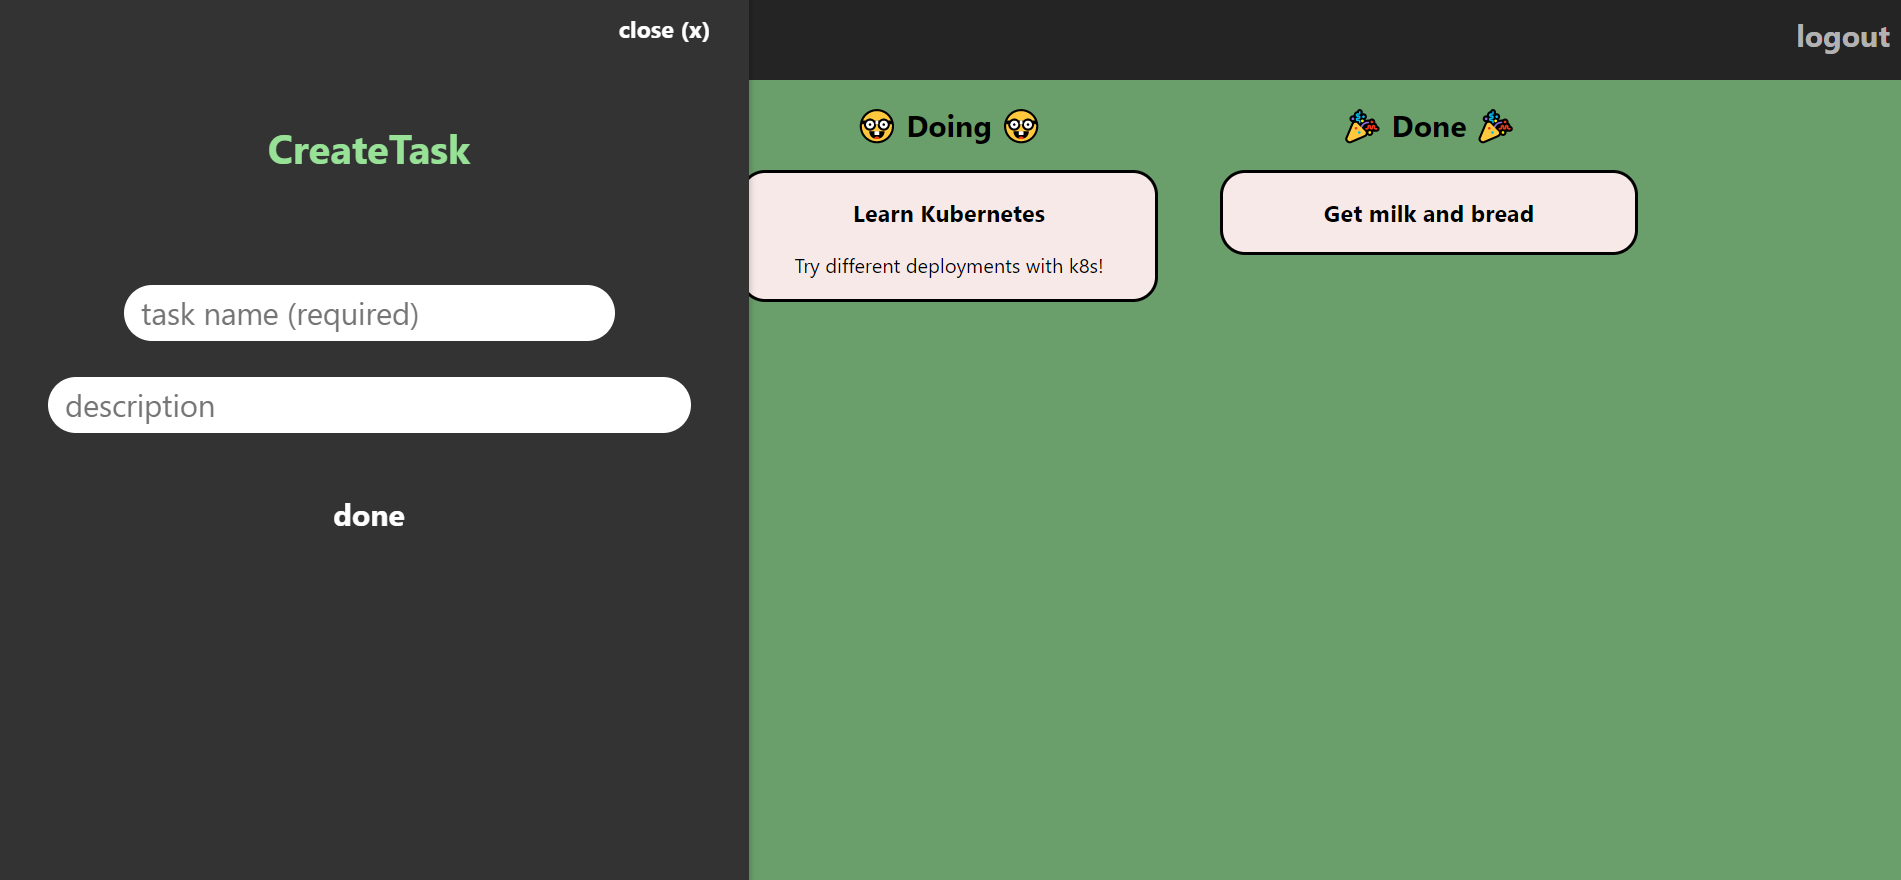 close (x)
CreateTask
task name (required)
description
done
logout
🤓 Doing 🤓
Learn Kubernetes
Try different deployments with k8s!
🎉 Done 🎉
Get milk and bread